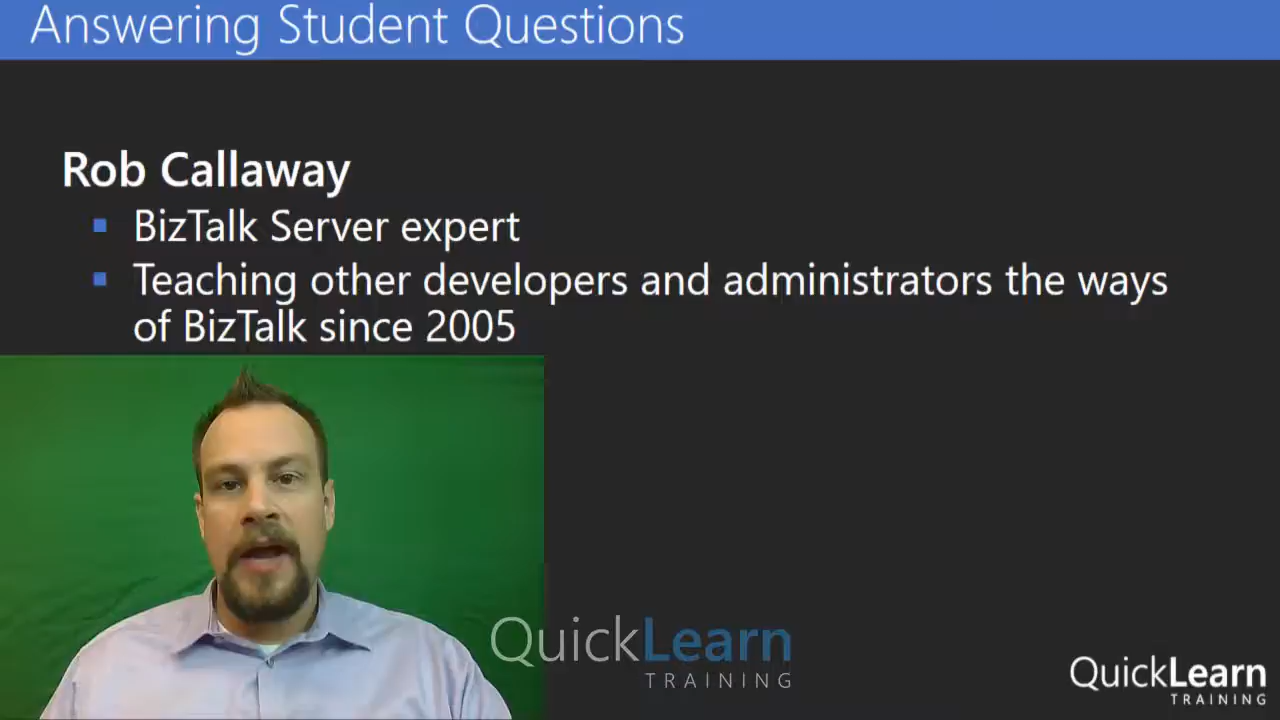 Answering Student Questions
Rob Callaway
BizTalk Server expert
Teaching other developers and administrators the ways
of BizTalk since 2005
QuickLearn
TRAINING
QuickLearn
TRAINING